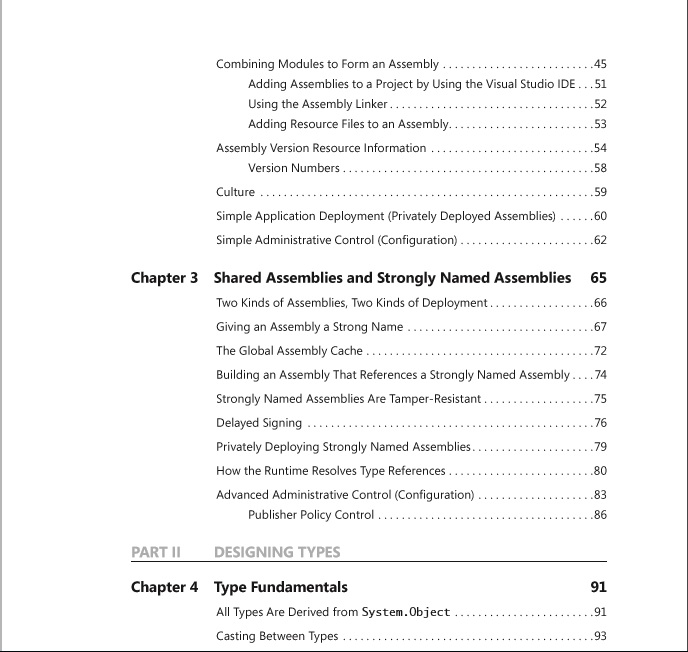 Combining Modules to Form an Assembly . . . . . . . . . . . . . . . . . . . . . . . . . .45
Adding Assemblies to a Project by Using the Visual Studio IDE . . .51
Using the Assembly Linker . . . . . . . . . . . . . . . . . . . . . . . . . . . . . . . . . . .52
Adding Resource Files to an Assembly. . . . . . . . . . . . . . . . . . . . . . . . .53
Assembly Version Resource Information . . . . . . . . . . . . . . . . . . . . . . . . . . . .54
Version Numbers . . . . . . . . . . . . . . . . . . . . . . . . . . . . . . . . . . . . . . . . . . .58
Culture . . . . . . . . . . . . . . . . . . . . . . . . . . . . . . . . . . . . . . . . . . . . . . . . . . . . . . . . .59
Simple Application Deployment (Privately Deployed Assemblies) . . . . . .60
Simple Administrative Control (Configuration) . . . . . . . . . . . . . . . . . . . . . . .62
Chapter 3 Shared Assemblies and Strongly Named Assemblies 65
Two Kinds of Assemblies, Two Kinds of Deployment . . . . . . . . . . . . . . . . . .66
Giving an Assembly a Strong Name . . . . . . . . . . . . . . . . . . . . . . . . . . . . . . . .67
The Global Assembly Cache . . . . . . . . . . . . . . . . . . . . . . . . . . . . . . . . . . . . . . .72
Building an Assembly That References a Strongly Named Assembly . . . .74
Strongly Named Assemblies Are Tamper-Resistant . . . . . . . . . . . . . . . . . . .75
Delayed Signing . . . . . . . . . . . . . . . . . . . . . . . . . . . . . . . . . . . . . . . . . . . . . . . . .76
Privately Deploying Strongly Named Assemblies. . . . . . . . . . . . . . . . . . . . .79
How the Runtime Resolves Type References . . . . . . . . . . . . . . . . . . . . . . . . .80
Advanced Administrative Control (Configuration) . . . . . . . . . . . . . . . . . . . .83
Publisher Policy Control . . . . . . . . . . . . . . . . . . . . . . . . . . . . . . . . . . . . .86
PART II DESIGNING TYPES
Chapter 4 Type Fundamentals 91
All Types Are Derived from System.Object . . . . . . . . . . . . . . . . . . . . . . . .91
Casting Between Types . . . . . . . . . . . . . . . . . . . . . . . . . . . . . . . . . . . . . . . . . . .93